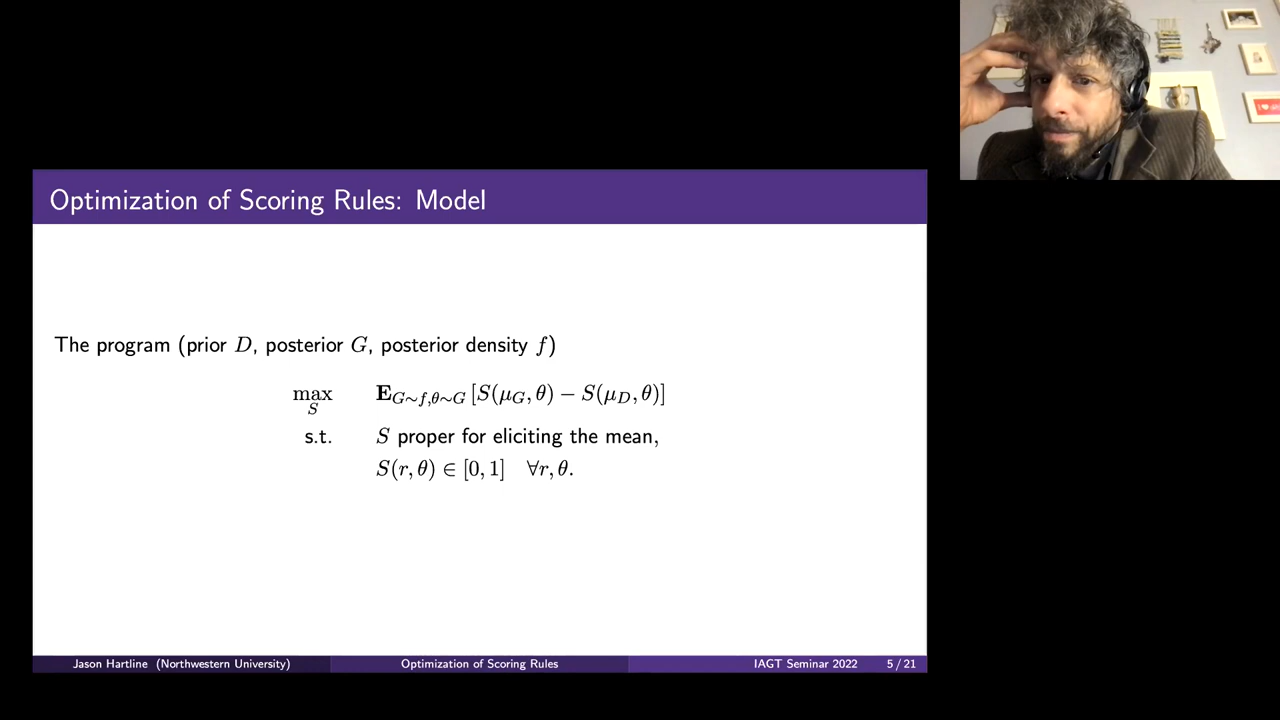 Optimization of Scoring Rules: Model
The program (prior D, posterior G, posterior density f)
max_S E_{G∼f,θ∼G} [S(μ_G, θ) − S(μ_D, θ)]
s.t. S proper for eliciting the mean,
S(r, θ) ∈ [0, 1] ∀r, θ.
Jason Hartline (Northwestern University) Optimization of Scoring Rules IAGT Seminar 2022 5 / 21